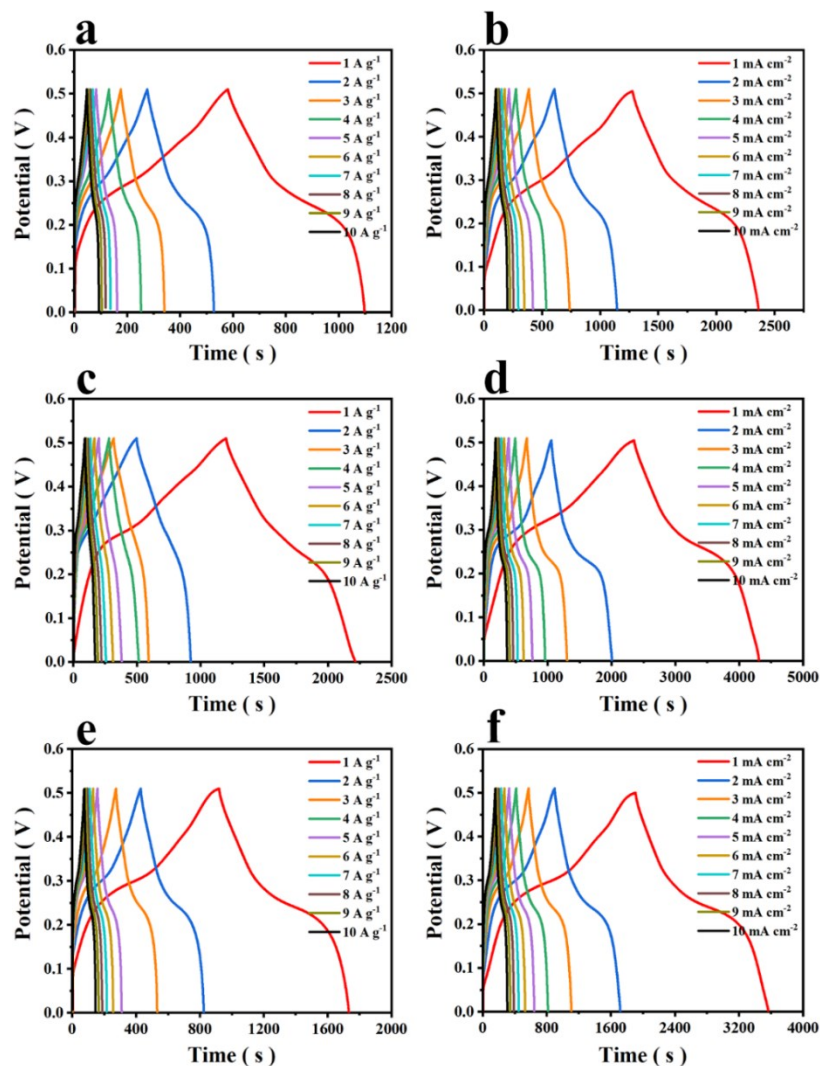 a
Potential ( V )
0.6
0.5
0.4
0.3
0.2
0.1
0.0
1 A g⁻¹
2 A g⁻¹
3 A g⁻¹
4 A g⁻¹
5 A g⁻¹
6 A g⁻¹
7 A g⁻¹
8 A g⁻¹
9 A g⁻¹
10 A g⁻¹
0 200 400 600 800 1000 1200
Time ( s )
b
Potential ( V )
0.6
0.5
0.4
0.3
0.2
0.1
0.0
1 mA cm⁻²
2 mA cm⁻²
3 mA cm⁻²
4 mA cm⁻²
5 mA cm⁻²
6 mA cm⁻²
7 mA cm⁻²
8 mA cm⁻²
9 mA cm⁻²
10 mA cm⁻²
0 500 1000 1500 2000 2500
Time ( s )
c
Potential ( V )
0.6
0.5
0.4
0.3
0.2
0.1
0.0
1 A g⁻¹
2 A g⁻¹
3 A g⁻¹
4 A g⁻¹
5 A g⁻¹
6 A g⁻¹
7 A g⁻¹
8 A g⁻¹
9 A g⁻¹
10 A g⁻¹
0 500 1000 1500 2000 2500
Time ( s )
d
Potential ( V )
0.6
0.5
0.4
0.3
0.2
0.1
0.0
1 mA cm⁻²
2 mA cm⁻²
3 mA cm⁻²
4 mA cm⁻²
5 mA cm⁻²
6 mA cm⁻²
7 mA cm⁻²
8 mA cm⁻²
9 mA cm⁻²
10 mA cm⁻²
0 1000 2000 3000 4000 5000
Time ( s )
e
Potential ( V )
0.6
0.5
0.4
0.3
0.2
0.1
0.0
1 A g⁻¹
2 A g⁻¹
3 A g⁻¹
4 A g⁻¹
5 A g⁻¹
6 A g⁻¹
7 A g⁻¹
8 A g⁻¹
9 A g⁻¹
10 A g⁻¹
0 400 800 1200 1600 2000
Time ( s )
f
Potential ( V )
0.6
0.5
0.4
0.3
0.2
0.1
0.0
1 mA cm⁻²
2 mA cm⁻²
3 mA cm⁻²
4 mA cm⁻²
5 mA cm⁻²
6 mA cm⁻²
7 mA cm⁻²
8 mA cm⁻²
9 mA cm⁻²
10 mA cm⁻²
0 800 1600 2400 3200 4000
Time ( s )